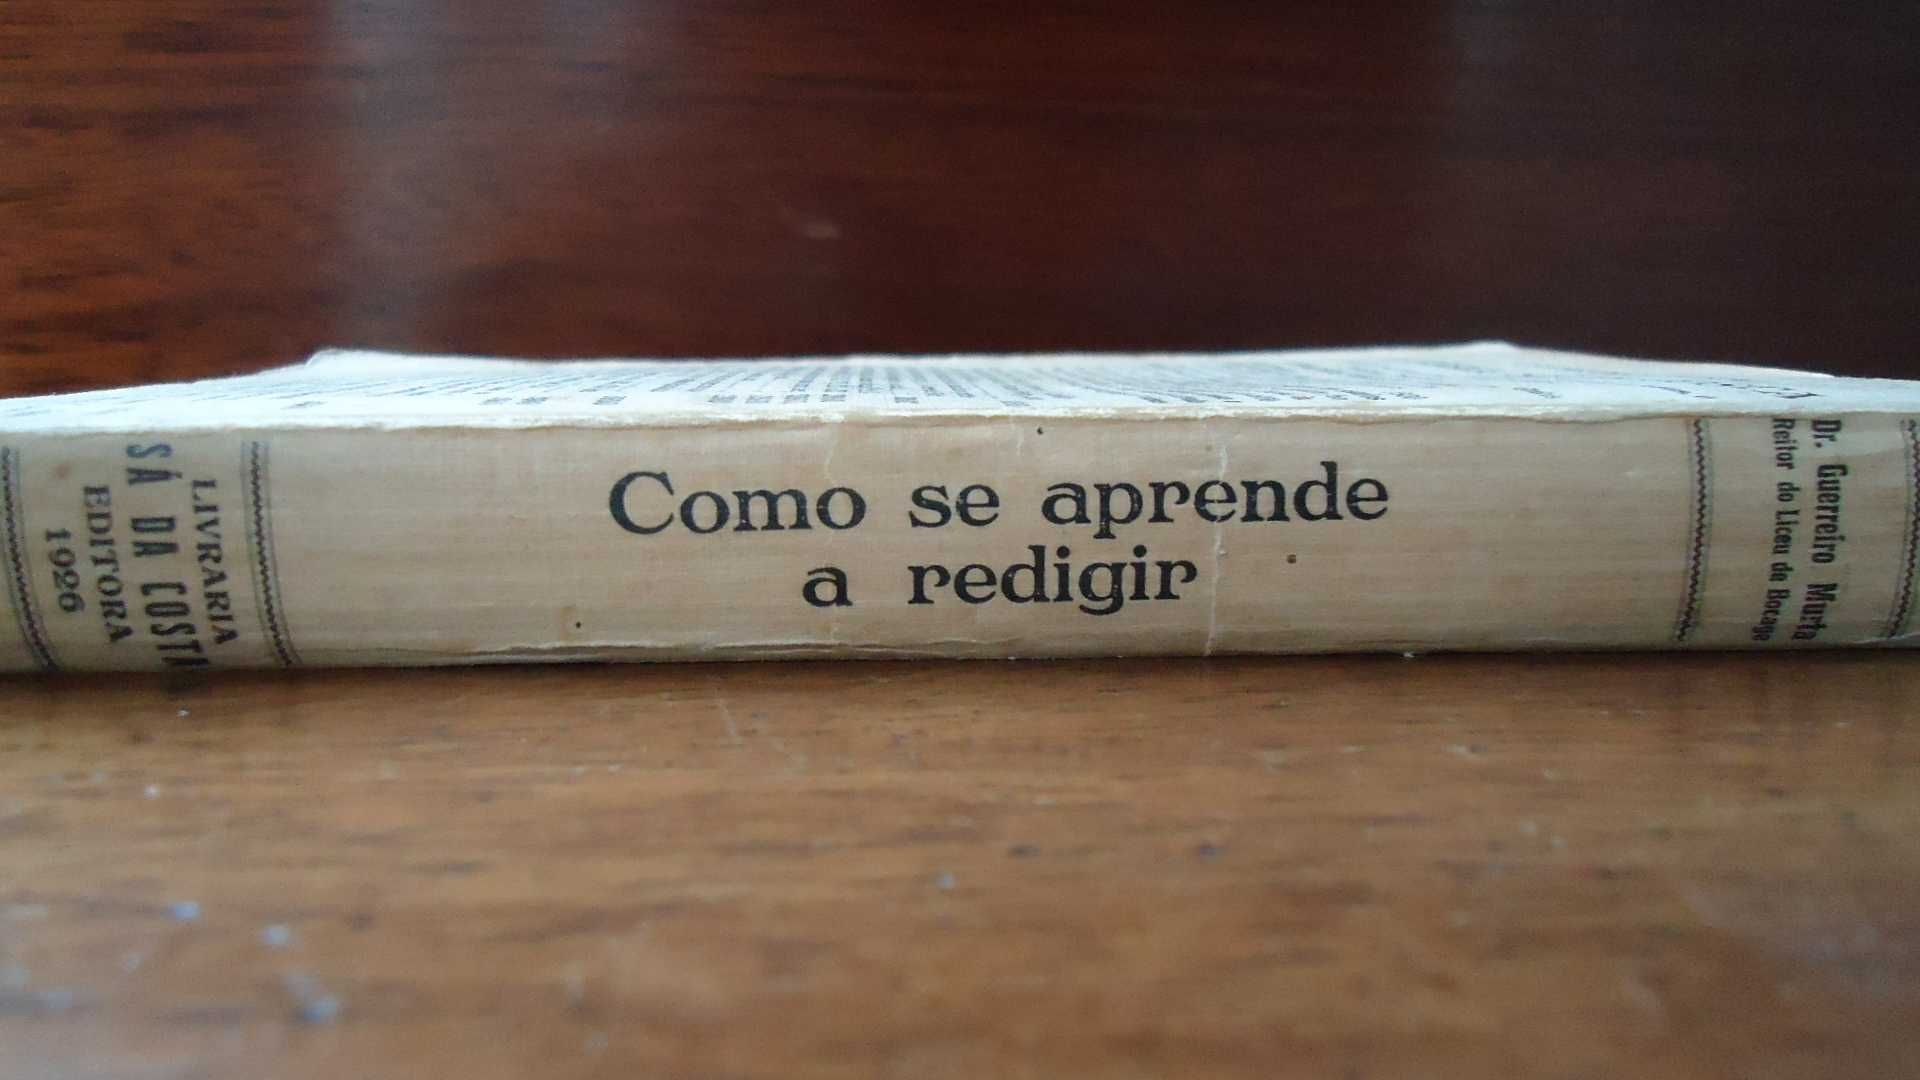 Dr. Guerreiro Murta
Reitor do Liceu de Bocage
Como se aprende
a redigir
LIVRARIA
SÁ DA COSTA
EDITORA
1926